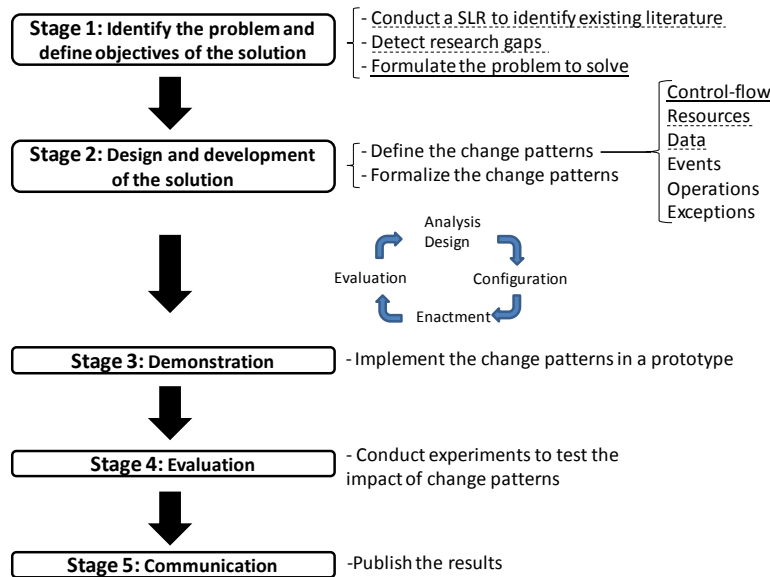 Stage 1: Identify the problem and
define objectives of the solution
- Conduct a SLR to identify existing literature
- Detect research gaps
- Formulate the problem to solve
Stage 2: Design and development
of the solution
- Define the change patterns
- Formalize the change patterns
Control-flow
Resources
Data
Events
Operations
Exceptions
Analysis
Design
Evaluation
Configuration
Enactment
Stage 3: Demonstration
- Implement the change patterns in a prototype
Stage 4: Evaluation
- Conduct experiments to test the
impact of change patterns
Stage 5: Communication
-Publish the results